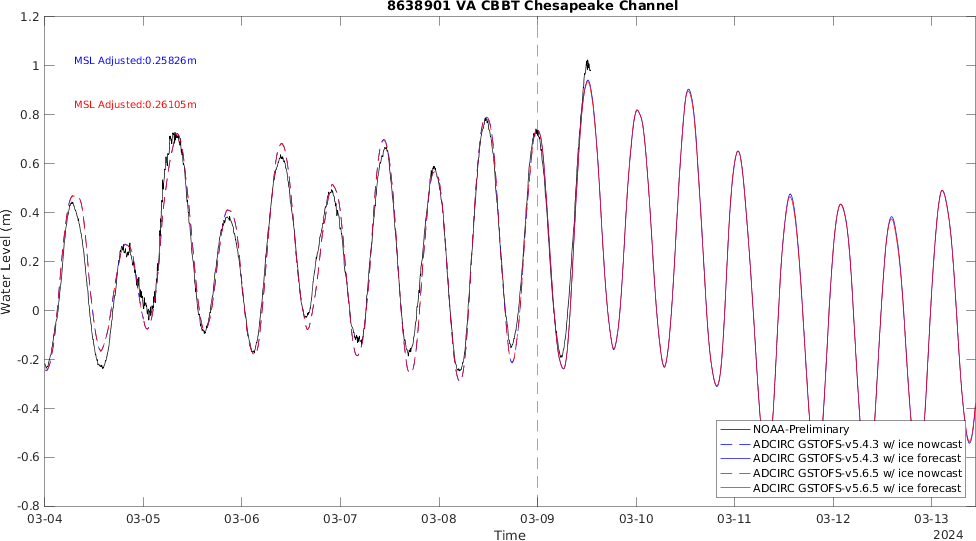 8638901 VA CBBT Chesapeake Channel
1.2
1
0.8
0.6
0.4
0.2
0
-0.2
-0.4
-0.6
-0.8
Water Level (m)
MSL Adjusted:0.25826m
MSL Adjusted:0.26105m
NOAA-Preliminary
ADCIRC GSTOFS-v5.4.3 w/ ice nowcast
ADCIRC GSTOFS-v5.4.3 w/ ice forecast
ADCIRC GSTOFS-v5.6.5 w/ ice nowcast
ADCIRC GSTOFS-v5.6.5 w/ ice forecast
03-04 03-05 03-06 03-07 03-08 03-09 03-10 03-11 03-12 03-13
Time
2024